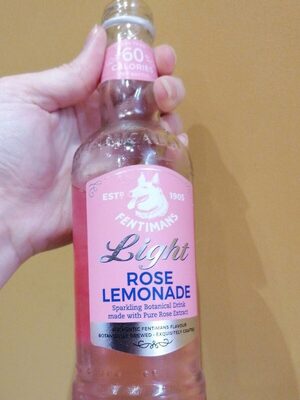 60
CALORIES
ESTD 1905
FENTIMANS
Light
ROSE
LEMONADE
Sparkling Botanical Drink
made with Pure Rose Extract
AUTHENTIC FENTIMANS FLAVOUR
BOTANICALLY BREWED · EXQUISITELY CRAFTED